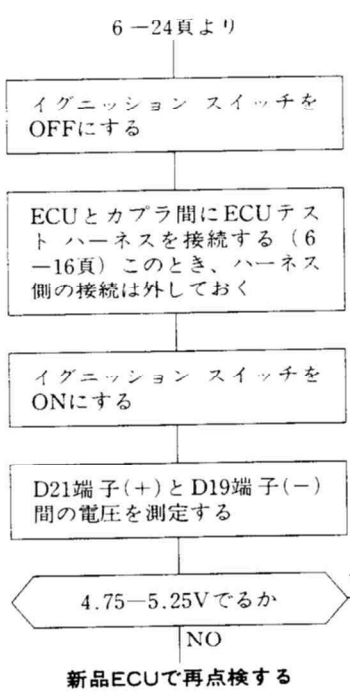 6－24頁より
イグニッション スイッチを
OFFにする
ECUとカプラ間にECUテス
ト ハーネスを接続する（6
－16頁）このとき、ハーネス
側の接続は外しておく
イグニッション スイッチを
ONにする
D21端子(＋)とD19端子(－)
間の電圧を測定する
4.75－5.25Vでるか
NO
新品ECUで再点検する